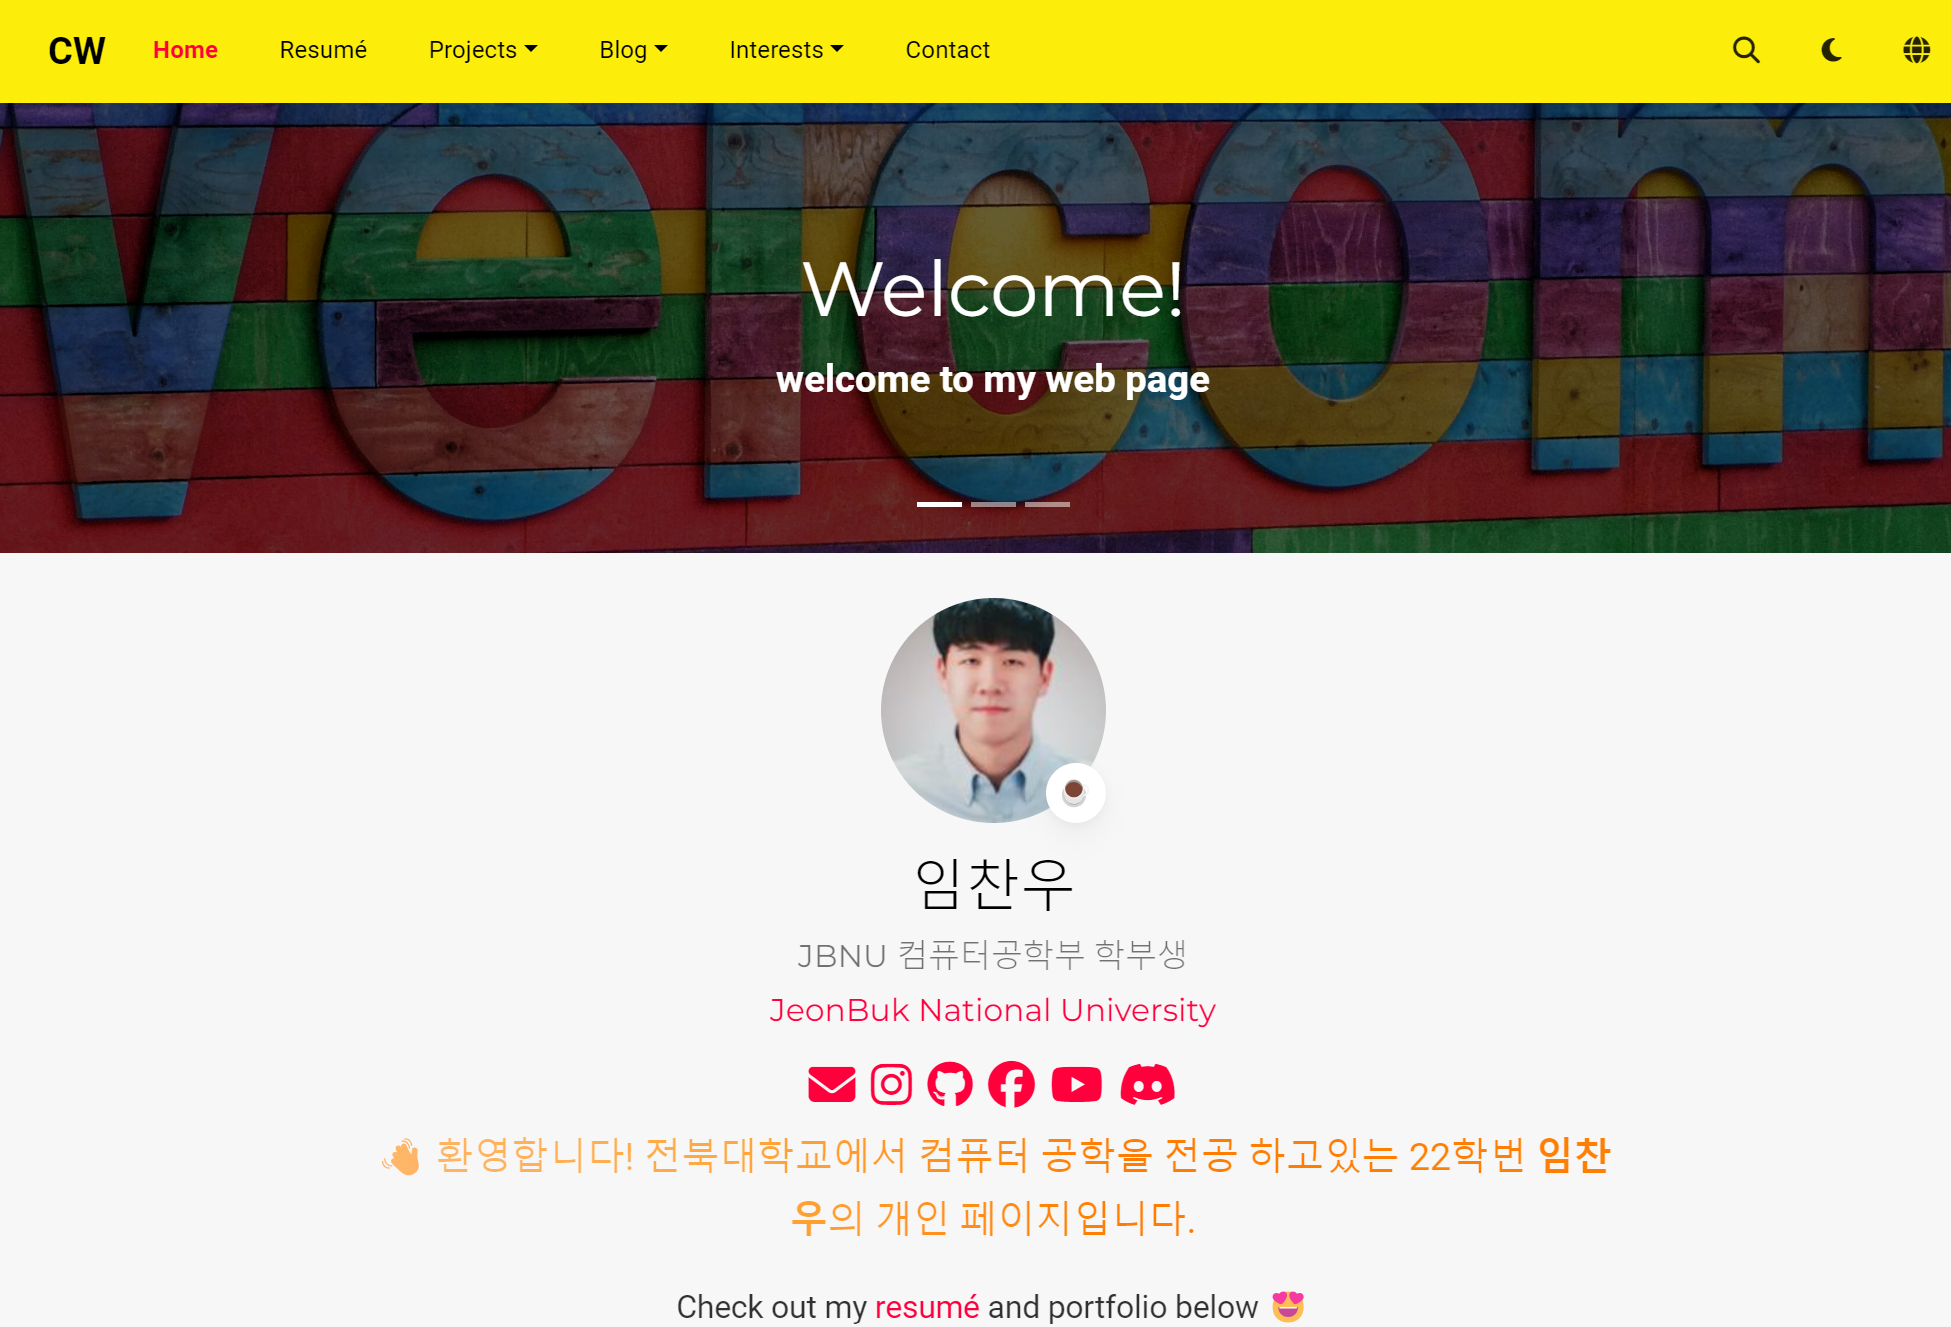 CW Home Resumé Projects Blog Interests Contact
Welcom
Welcome!
welcome to my web page
임찬우
JBNU 컴퓨터공학부 학부생
JeonBuk National University
환영합니다! 전북대학교에서 컴퓨터 공학을 전공 하고있는 22학번 임찬
우의 개인 페이지입니다.
Check out my resumé and portfolio below